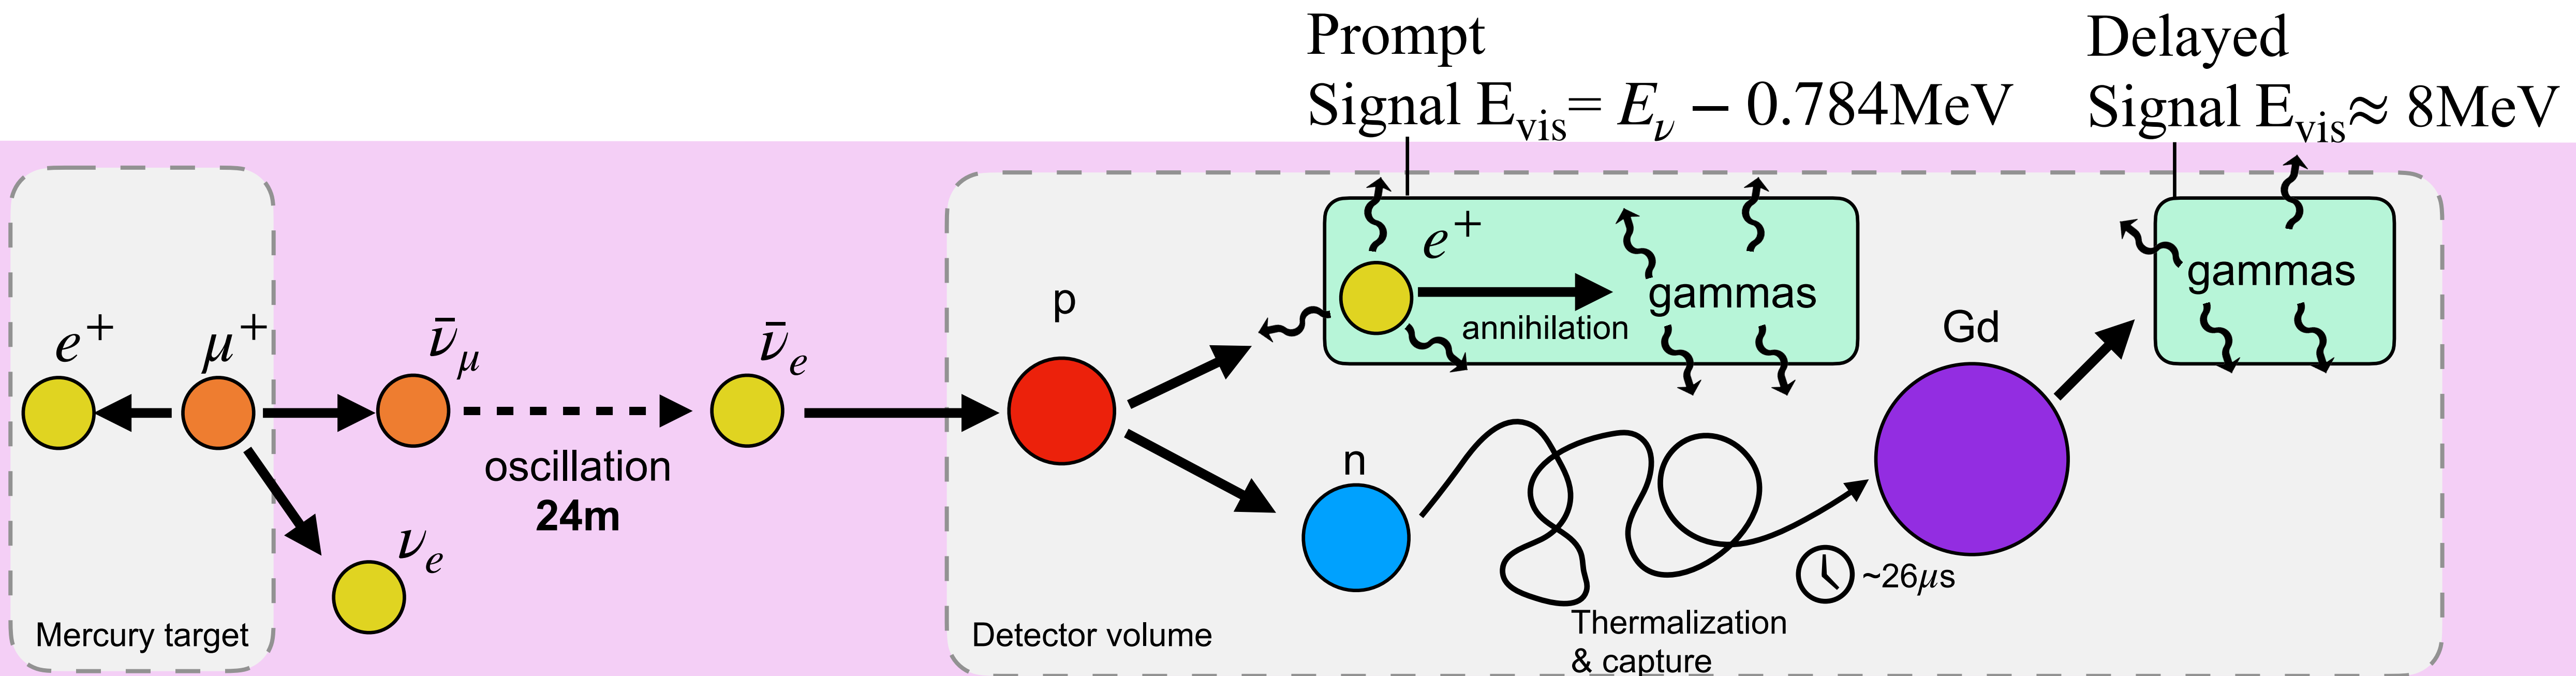 Prompt
Signal E_vis= E_ν − 0.784MeV
Delayed
Signal E_vis≈ 8MeV
e⁺
μ⁺
ν̄_μ
ν̄_e
ν_e
oscillation
24m
Mercury target
p
e⁺
annihilation
gammas
n
Gd
gammas
~26μs
Thermalization
& capture
Detector volume